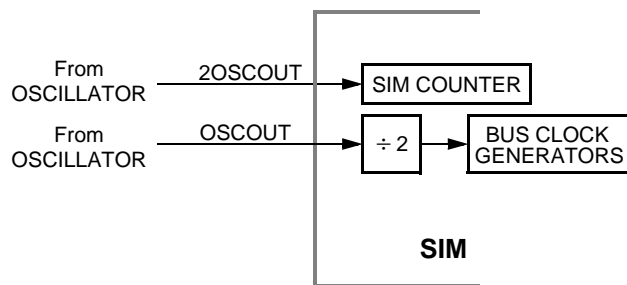 From
OSCILLATOR
2OSCOUT
SIM COUNTER
From
OSCILLATOR
OSCOUT
÷ 2
BUS CLOCK
GENERATORS
SIM